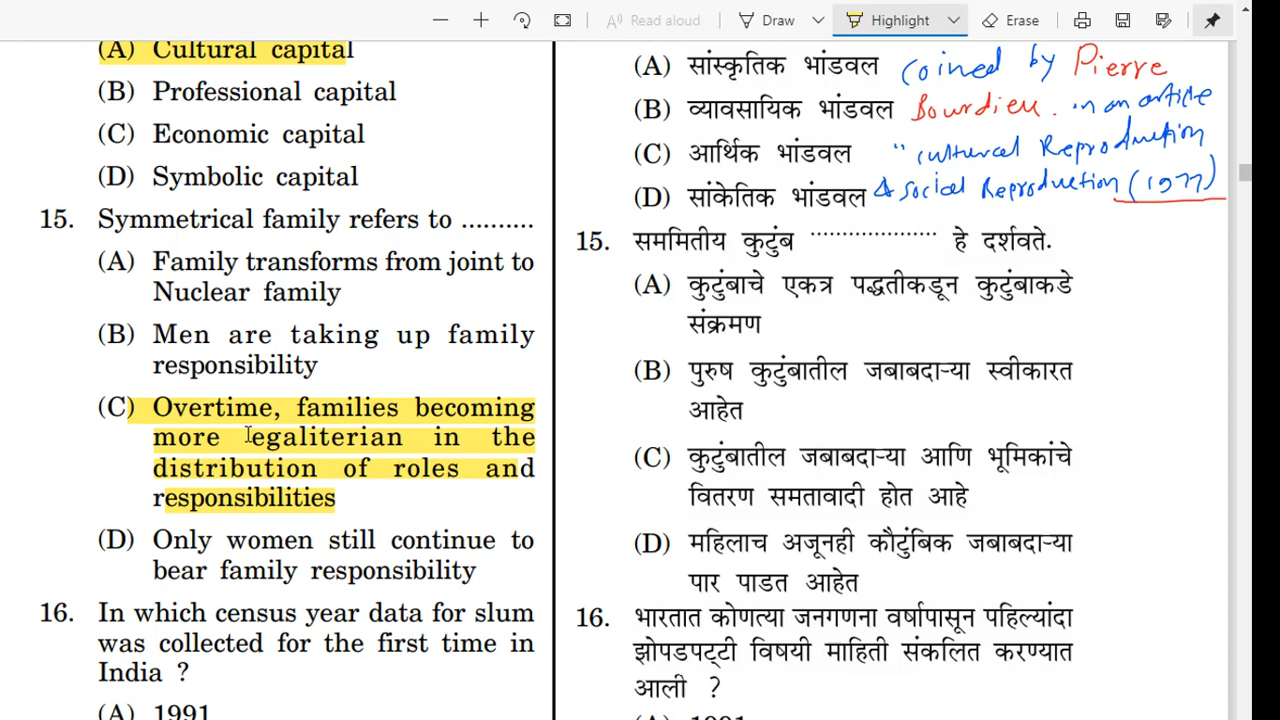 Read aloud
Draw
Highlight
Erase
(A) Cultural capital
(B) Professional capital
(C) Economic capital
(D) Symbolic capital
15. Symmetrical family refers to ..........
(A) Family transforms from joint to
Nuclear family
(B) Men are taking up family
responsibility
(C) Overtime, families becoming
more egaliterian in the
distribution of roles and
responsibilities
(D) Only women still continue to
bear family responsibility
16. In which census year data for slum
was collected for the first time in
India ?
(A) 1991
(A) सांस्कृतिक भांडवल coined by Pierre
(B) व्यावसायिक भांडवल Bourdieu. in an article
(C) आर्थिक भांडवल " cultural Reproduction
(D) सांकेतिक भांडवल & social Reproduction (1977)
15. सममितीय कुटुंब .................... हे दर्शवते.
(A) कुटुंबाचे एकत्र पद्धतीकडून कुटुंबाकडे
संक्रमण
(B) पुरुष कुटुंबातील जबाबदाऱ्या स्वीकारत
आहेत
(C) कुटुंबातील जबाबदाऱ्या आणि भूमिकांचे
वितरण समतावादी होत आहे
(D) महिलाच अजूनही कौटुंबिक जबाबदाऱ्या
पार पाडत आहेत
16. भारतात कोणत्या जनगणना वर्षापासून पहिल्यांदा
झोपडपट्टी विषयी माहिती संकलित करण्यात
आली ?
(A) 1991